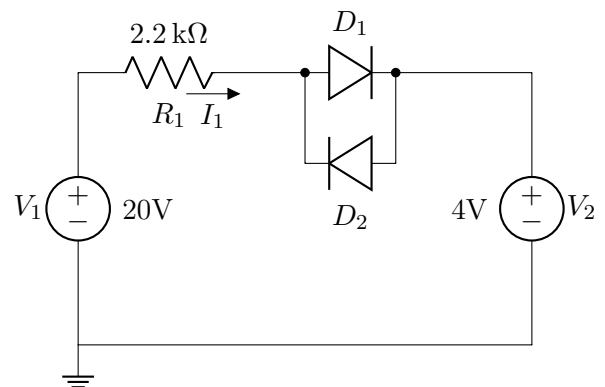 2.2 kΩ
D₁
R₁
I₁
D₂
V₁
20V
4V
V₂
+
−
+
−